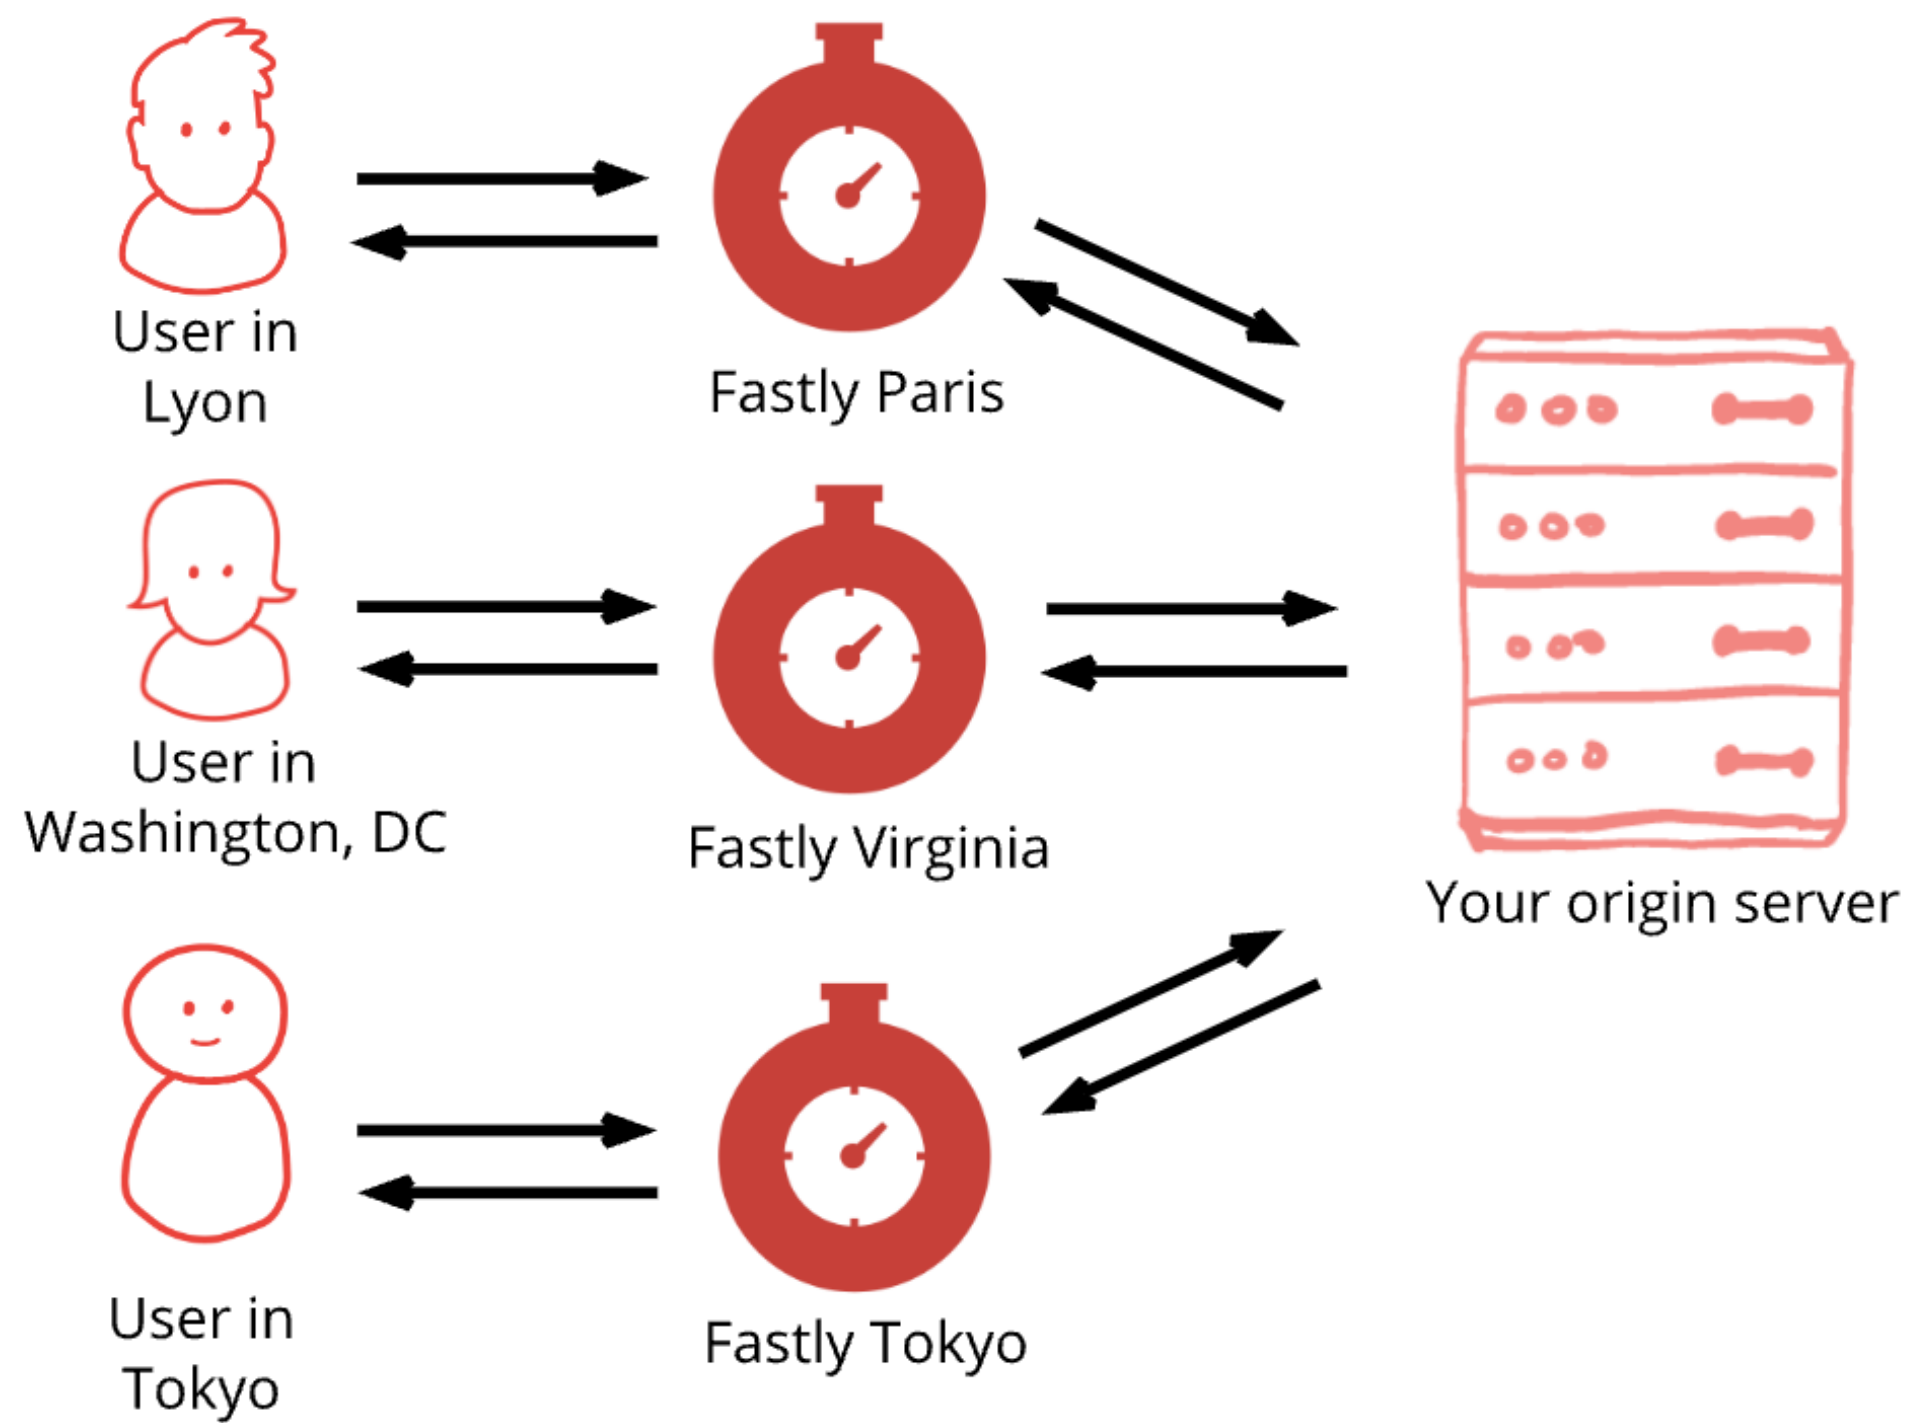 User in
Lyon
Fastly Paris
User in
Washington, DC
Fastly Virginia
Your origin server
User in
Tokyo
Fastly Tokyo